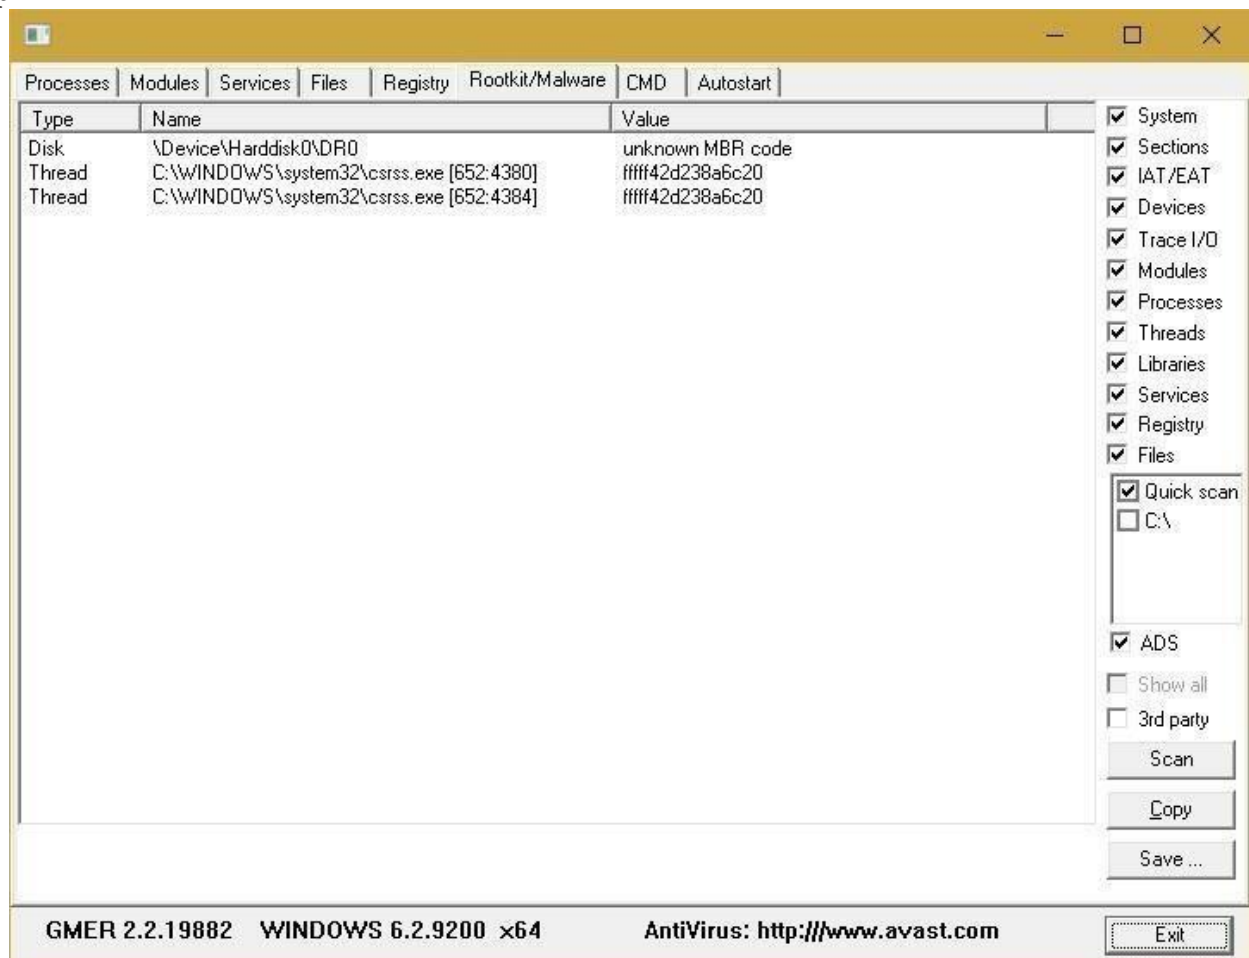 Processes Modules Services Files Registry Rootkit/Malware CMD Autostart
Type Name Value
Disk \Device\Harddisk0\DR0 unknown MBR code
Thread C:\WINDOWS\system32\csrss.exe [652:4380] fffff42d238a6c20
Thread C:\WINDOWS\system32\csrss.exe [652:4384] fffff42d238a6c20
System
Sections
IAT/EAT
Devices
Trace I/O
Modules
Processes
Threads
Libraries
Services
Registry
Files
Quick scan
C:\
ADS
Show all
3rd party
Scan
Copy
Save ...
GMER 2.2.19882 WINDOWS 6.2.9200 x64 AntiVirus: http:///www.avast.com
Exit